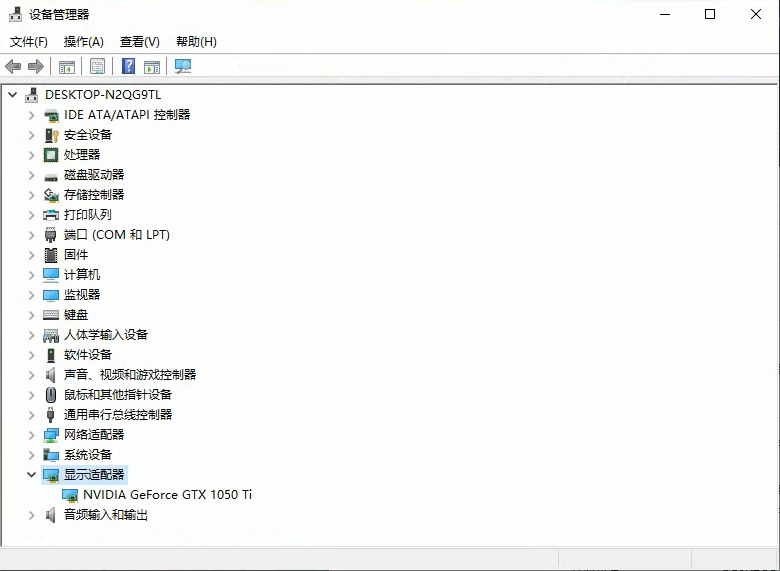 设备管理器
文件(F) 操作(A) 查看(V) 帮助(H)
DESKTOP-N2QG9TL
IDE ATA/ATAPI 控制器
安全设备
处理器
磁盘驱动器
存储控制器
打印队列
端口 (COM 和 LPT)
固件
计算机
监视器
键盘
人体学输入设备
软件设备
声音、视频和游戏控制器
鼠标和其他指针设备
通用串行总线控制器
网络适配器
系统设备
显示适配器
NVIDIA GeForce GTX 1050 Ti
音频输入和输出